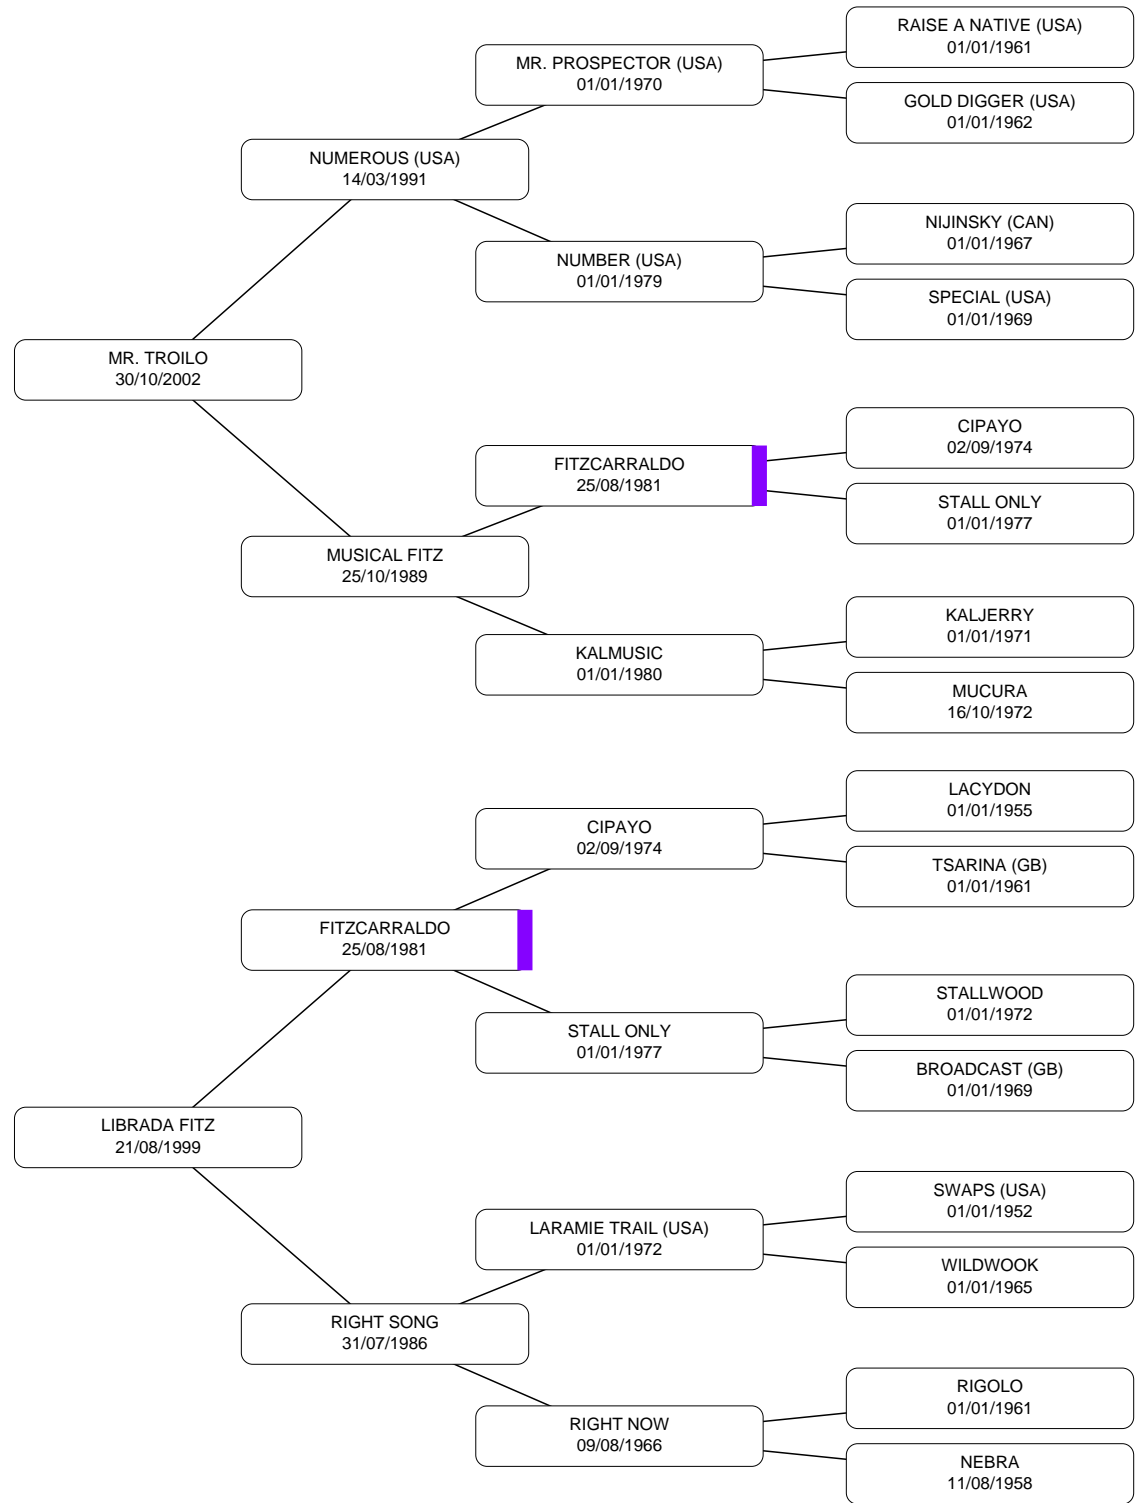 RAISE A NATIVE (USA)
01/01/1961
MR. PROSPECTOR (USA)
01/01/1970
GOLD DIGGER (USA)
01/01/1962
NUMEROUS (USA)
14/03/1991
NIJINSKY (CAN)
01/01/1967
NUMBER (USA)
01/01/1979
SPECIAL (USA)
01/01/1969
MR. TROILO
30/10/2002
CIPAYO
02/09/1974
FITZCARRALDO
25/08/1981
STALL ONLY
01/01/1977
MUSICAL FITZ
25/10/1989
KALJERRY
01/01/1971
KALMUSIC
01/01/1980
MUCURA
16/10/1972
LACYDON
01/01/1955
CIPAYO
02/09/1974
TSARINA (GB)
01/01/1961
FITZCARRALDO
25/08/1981
STALLWOOD
01/01/1972
STALL ONLY
01/01/1977
BROADCAST (GB)
01/01/1969
LIBRADA FITZ
21/08/1999
SWAPS (USA)
01/01/1952
LARAMIE TRAIL (USA)
01/01/1972
WILDWOOK
01/01/1965
RIGHT SONG
31/07/1986
RIGOLO
01/01/1961
RIGHT NOW
09/08/1966
NEBRA
11/08/1958